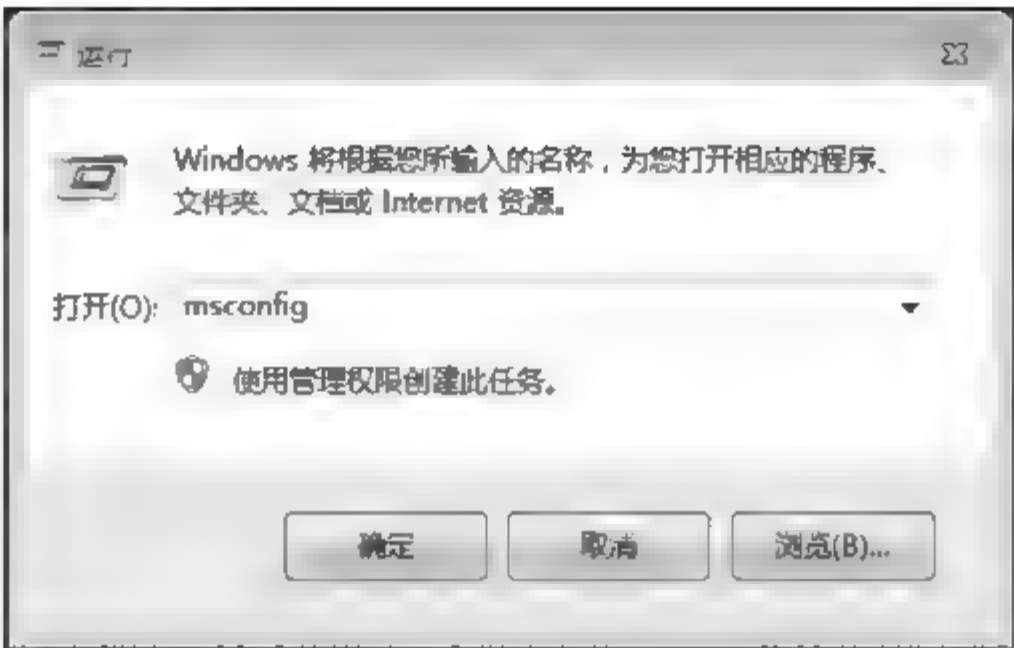 运行
Windows 将根据您所输入的名称，为您打开相应的程序、
文件夹、文档或 Internet 资源。
打开(O): msconfig
使用管理权限创建此任务。
确定 取消 浏览(B)...